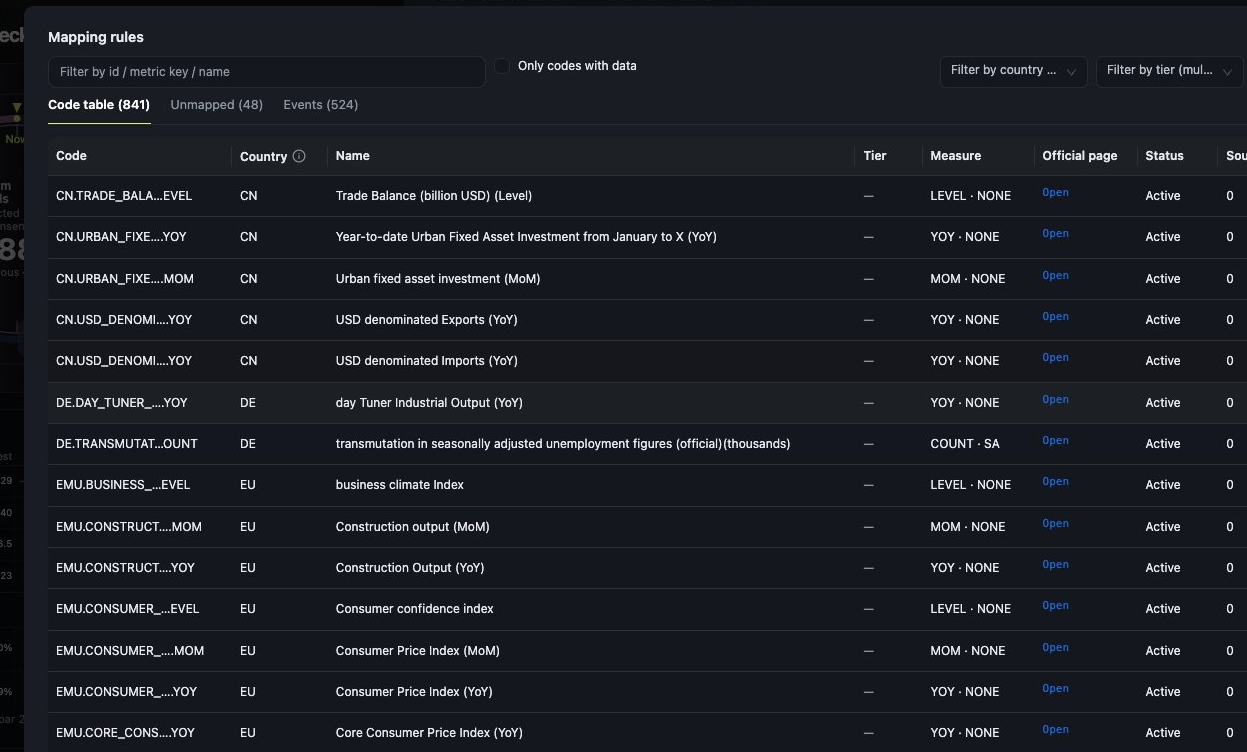 Mapping rules
Filter by id / metric key / name
Only codes with data
Filter by country ...
Filter by tier (mul...
Code table (841)
Unmapped (48)
Events (524)
Code Country Name Tier Measure Official page Status Sou
CN.TRADE_BALA...EVEL CN Trade Balance (billion USD) (Level) — LEVEL · NONE Open Active 0
CN.URBAN_FIXE....YOY CN Year-to-date Urban Fixed Asset Investment from January to X (YoY) — YOY · NONE Open Active 0
CN.URBAN_FIXE....MOM CN Urban fixed asset investment (MoM) — MOM · NONE Open Active 0
CN.USD_DENOMI....YOY CN USD denominated Exports (YoY) — YOY · NONE Open Active 0
CN.USD_DENOMI....YOY CN USD denominated Imports (YoY) — YOY · NONE Open Active 0
DE.DAY_TUNER_....YOY DE day Tuner Industrial Output (YoY) — YOY · NONE Open Active 0
DE.TRANSMUTAT...OUNT DE transmutation in seasonally adjusted unemployment figures (official)(thousands) — COUNT · SA Open Active 0
EMU.BUSINESS_...EVEL EU business climate Index — LEVEL · NONE Open Active 0
EMU.CONSTRUCT....MOM EU Construction output (MoM) — MOM · NONE Open Active 0
EMU.CONSTRUCT....YOY EU Construction Output (YoY) — YOY · NONE Open Active 0
EMU.CONSUMER_...EVEL EU Consumer confidence index — LEVEL · NONE Open Active 0
EMU.CONSUMER_....MOM EU Consumer Price Index (MoM) — MOM · NONE Open Active 0
EMU.CONSUMER_....YOY EU Consumer Price Index (YoY) — YOY · NONE Open Active 0
EMU.CORE_CONS....YOY EU Core Consumer Price Index (YoY) — YOY · NONE Open Active 0